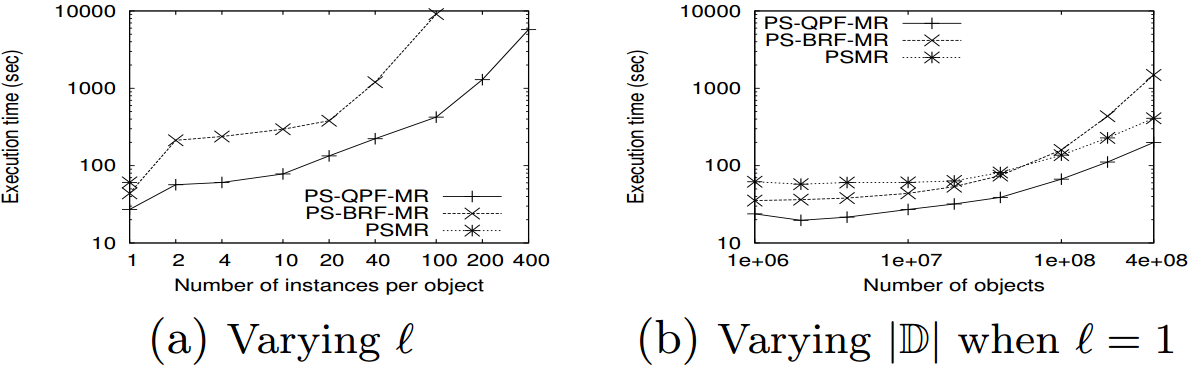 Execution time (sec)
10000
1000
100
10
PS-QPF-MR
PS-BRF-MR
PSMR
1 2 4 10 20 40 100 200 400
Number of instances per object
(a) Varying ℓ
Execution time (sec)
10000
1000
100
10
PS-QPF-MR
PS-BRF-MR
PSMR
1e+06 1e+07 1e+08 4e+08
Number of objects
(b) Varying |𝔻| when ℓ = 1